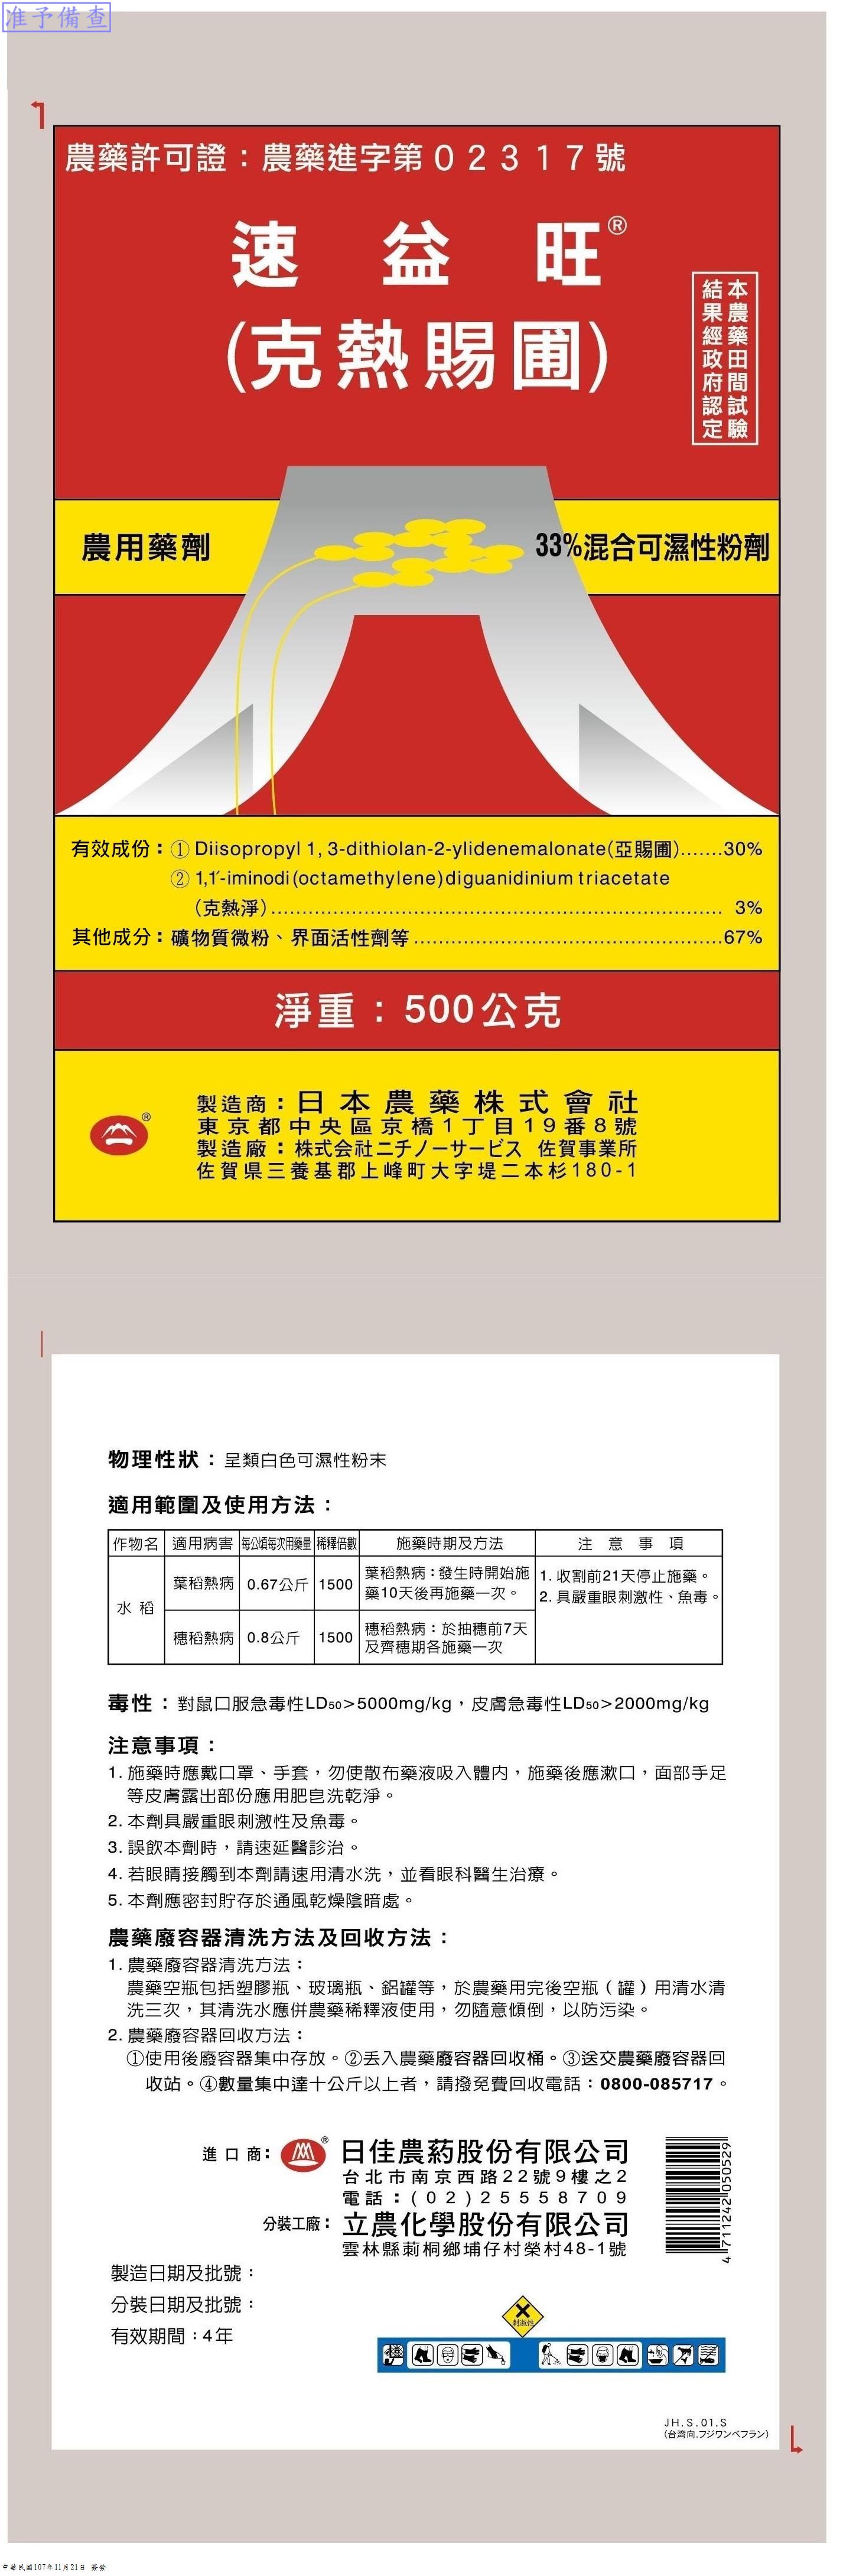 准予備查
農藥許可證：農藥進字第０２３１７號
速益旺®
(克熱賜圃)
本農藥田間試驗
結果經政府認定
農用藥劑
33%混合可濕性粉劑
有效成份：① Diisopropyl 1, 3-dithiolan-2-ylidenemalonate(亞賜圃).......30%
② 1,1´-iminodi(octamethylene)diguanidinium triacetate
(克熱淨)........................................................................ 3%
其他成分：礦物質微粉、界面活性劑等.................................................67%
淨重：500公克
®
製造商：日本農藥株式會社
東京都中央區京橋1丁目19番8號
製造廠：株式会社ニチノーサービス 佐賀事業所
佐賀県三養基郡上峰町大字堤二本杉180-1
物理性狀：呈類白色可濕性粉末
適用範圍及使用方法：
作物名 適用病害 每公頃每次用藥量 稀釋倍數 施藥時期及方法 注意事項
水稻 葉稻熱病 0.67公斤 1500 葉稻熱病：發生時開始施
藥10天後再施藥一次。
1. 收割前21天停止施藥。
2. 具嚴重眼刺激性、魚毒。
穗稻熱病 0.8公斤 1500 穗稻熱病：於抽穗前7天
及齊穗期各施藥一次
毒性：對鼠口服急毒性LD50>5000mg/kg，皮膚急毒性LD50>2000mg/kg
注意事項：
1. 施藥時應戴口罩、手套，勿使散布藥液吸入體內，施藥後應漱口，面部手足
等皮膚露出部份應用肥皂洗乾淨。
2. 本劑具嚴重眼刺激性及魚毒。
3. 誤飲本劑時，請速延醫診治。
4. 若眼睛接觸到本劑請速用清水洗，並看眼科醫生治療。
5. 本劑應密封貯存於通風乾燥陰暗處。
農藥廢容器清洗方法及回收方法：
1. 農藥廢容器清洗方法：
農藥空瓶包括塑膠瓶、玻璃瓶、鋁罐等，於農藥用完後空瓶（罐）用清水清
洗三次，其清洗水應併農藥稀釋液使用，勿隨意傾倒，以防污染。
2. 農藥廢容器回收方法：
①使用後廢容器集中存放。②丟入農藥廢容器回收桶。③送交農藥廢容器回
收站。④數量集中達十公斤以上者，請撥免費回收電話：0800-085717。
進口商：® 日佳農葯股份有限公司
台北市南京西路22號9樓之2
電話：(02)25558709
分裝工廠：立農化學股份有限公司
雲林縣莿桐鄉埔仔村榮村48-1號
4 711242 050529
製造日期及批號：
分裝日期及批號：
有效期間：4年
刺激性
JH.S.01.S
(台湾向.フジワンベフラン)
中華民國107年11月21日 簽發